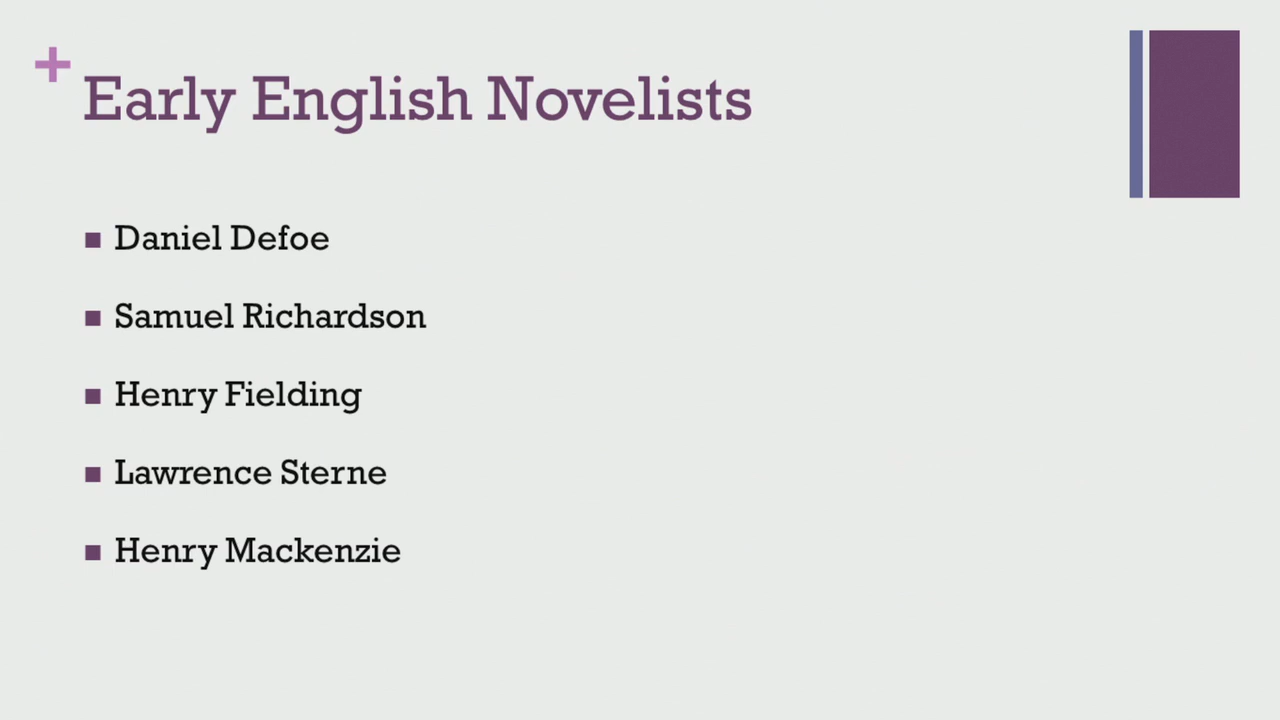 + Early English Novelists
■ Daniel Defoe
■ Samuel Richardson
■ Henry Fielding
■ Lawrence Sterne
■ Henry Mackenzie